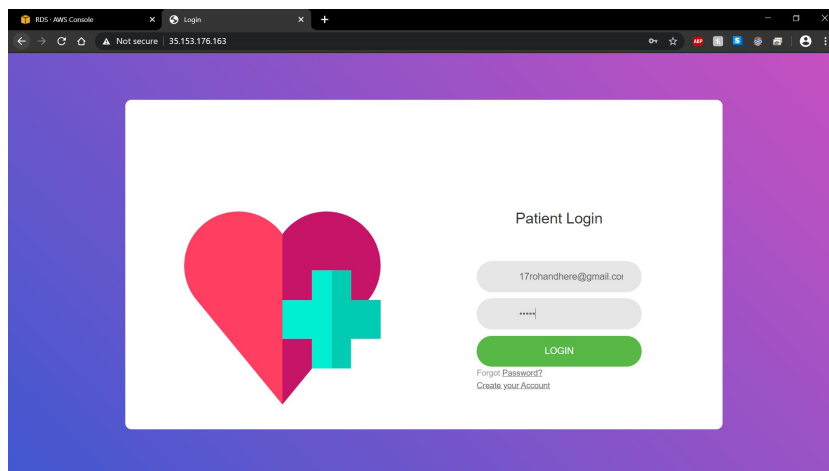 RDS · AWS Console
Login
Not secure
35.153.176.163
ABP
S
Patient Login
17rohandhere@gmail.co
•••••
LOGIN
Forgot Password?
Create your Account